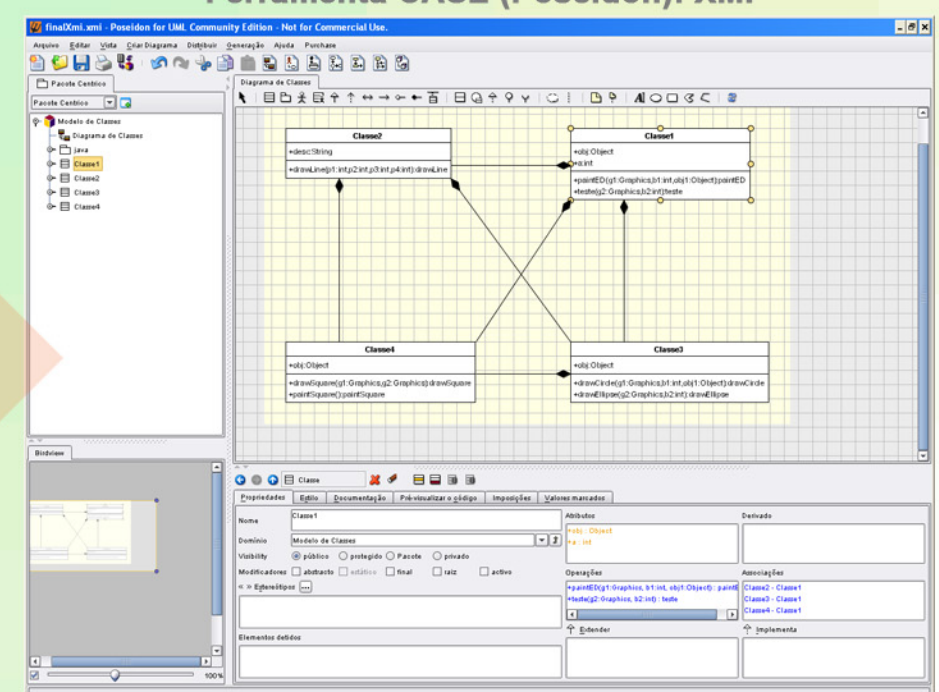 Ferramenta CASE (Poseidon): XMI
finalXmi.xmi - Poseidon for UML Community Edition - Not for Commercial Use.
Arquivo Editar Vista Criar Diagrama Distribuir Generação Ajuda Purchase
Pacote Centrico
Diagrama de Classes
Pacote Centrico
Modelo de Classes
Diagrama de Classes
java
Classe1
Classe2
Classe3
Classe4
Classe2
+desc:String
+drawLine(p1:int,p2:int,p3:int,p4:int):drawLine
Classe1
+obj:Object
+a:int
+paintED(g1:Graphics,b1:int,obj1:Object):paintED
+teste(g2:Graphics,b2:int):teste
Classe4
+obj:Object
+drawSquare(g1:Graphics,g2:Graphics):drawSquare
+paintSquare():paintSquare
Classe3
+obj:Object
+drawCircle(g1:Graphics,b1:int,obj1:Object):drawCircle
+drawEllipse(g2:Graphics,b2:int):drawEllipse
Birdview
100%
Classe
Propriedades Estilo Documentação Pré-visualizar o código Imposições Valores marcados
Nome Classe1
Domínio Modelo de Classes
Visibility público protegido Pacote privado
Modificadores abstracto estático final raiz activo
« » Estereótipos ...
Elementos detidos
Atributos
+obj : Object
+a : int
Derivado
Operações
+paintED(g1:Graphics, b1:int, obj1:Object) : paintE
+teste(g2:Graphics, b2:int) : teste
Associações
Classe2 - Classe1
Classe3 - Classe1
Classe4 - Classe1
Extender
Implementa